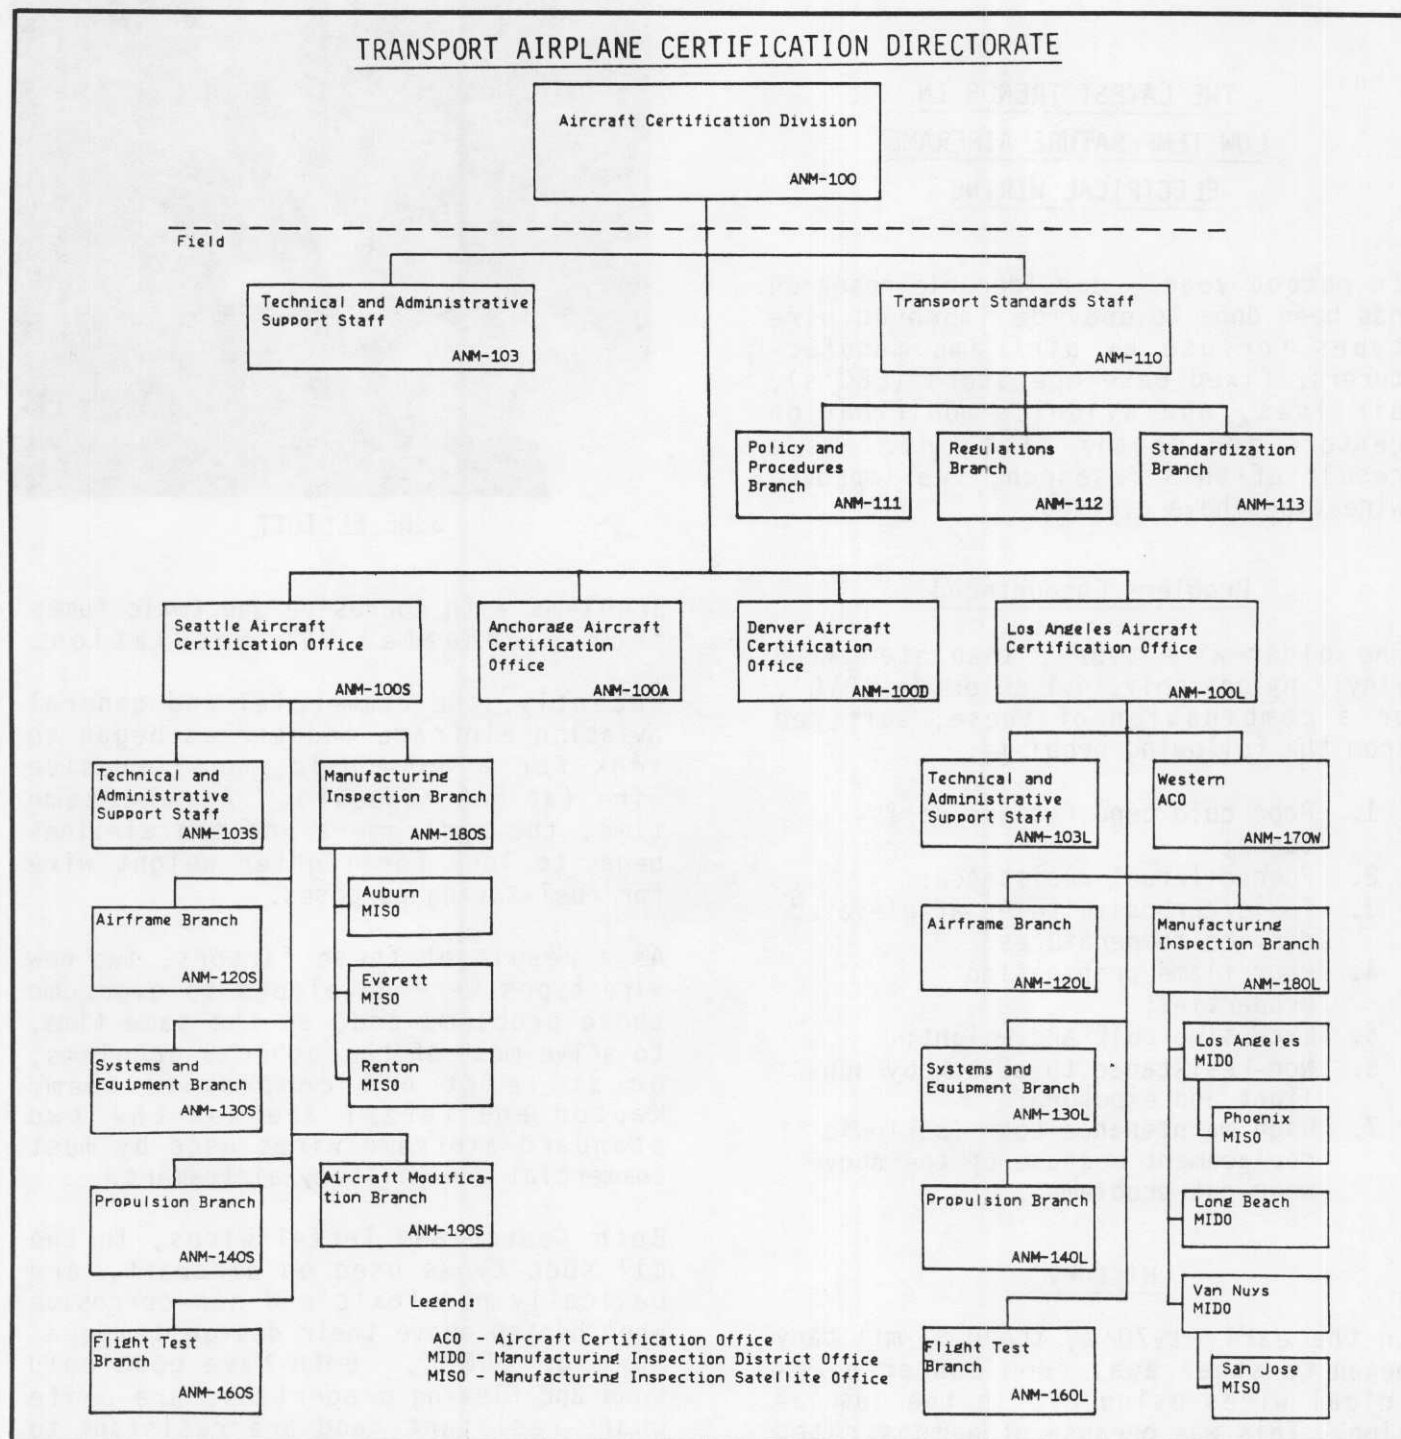 TRANSPORT AIRPLANE CERTIFICATION DIRECTORATE
Aircraft Certification Division
ANM-100
Field
Technical and Administrative
Support Staff
ANM-103
Transport Standards Staff
ANM-110
Policy and
Procedures
Branch
ANM-111
Regulations
Branch
ANM-112
Standardization
Branch
ANM-113
Seattle Aircraft
Certification Office
ANM-100S
Anchorage Aircraft
Certification
Office
ANM-100A
Denver Aircraft
Certification
Office
ANM-100D
Los Angeles Aircraft
Certification Office
ANM-100L
Technical and
Administrative
Support Staff
ANM-103S
Manufacturing
Inspection Branch
ANM-180S
Auburn
MISO
Everett
MISO
Renton
MISO
Airframe Branch
ANM-120S
Systems and
Equipment Branch
ANM-130S
Propulsion Branch
ANM-140S
Aircraft Modifica-
tion Branch
ANM-190S
Flight Test
Branch
ANM-160S
Technical and
Administrative
Support Staff
ANM-103L
Western
ACO
ANM-170W
Airframe Branch
ANM-120L
Manufacturing
Inspection Branch
ANM-180L
Los Angeles
MIDO
Phoenix
MISO
Long Beach
MIDO
Van Nuys
MIDO
San Jose
MISO
Systems and
Equipment Branch
ANM-130L
Propulsion Branch
ANM-140L
Flight Test
Branch
ANM-160L
Legend:
ACO - Aircraft Certification Office
MIDO - Manufacturing Inspection District Office
MISO - Manufacturing Inspection Satellite Office